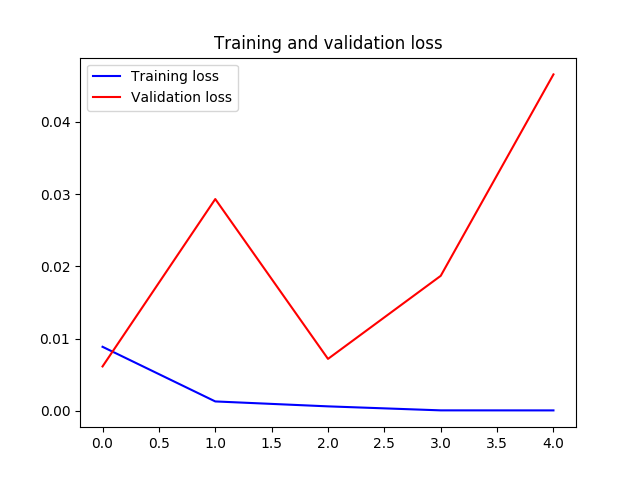 Training and validation loss
Training loss
Validation loss
0.04
0.03
0.02
0.01
0.00
0.0 0.5 1.0 1.5 2.0 2.5 3.0 3.5 4.0